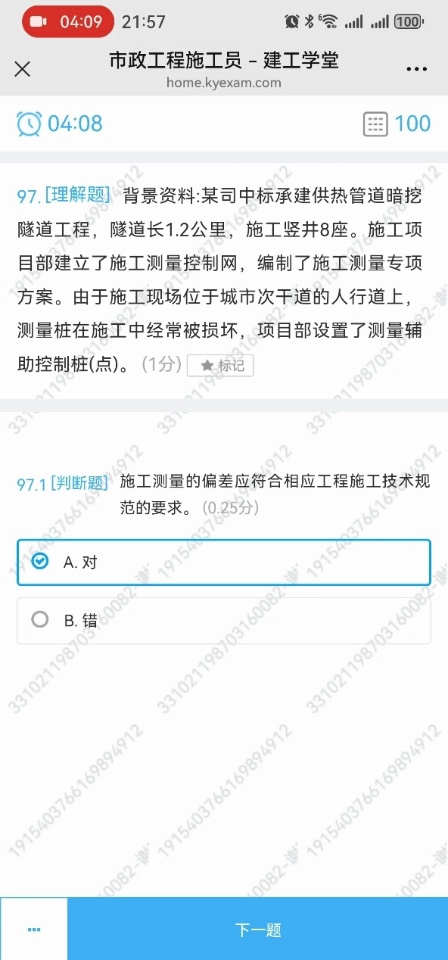 04:09 21:57 100
市政工程施工员 – 建工学堂
home.kyexam.com
04:08 100
97. [理解题] 背景资料:某司中标承建供热管道暗挖
隧道工程，隧道长1.2公里，施工竖井8座。施工项
目部建立了施工测量控制网，编制了施工测量专项
方案。由于施工现场位于城市次干道的人行道上，
测量桩在施工中经常被损坏，项目部设置了测量辅
助控制桩(点)。 (1分) ★ 标记
97.1 [判断题] 施工测量的偏差应符合相应工程施工技术规
范的要求。 (0.25分)
A. 对
B. 错
下一题